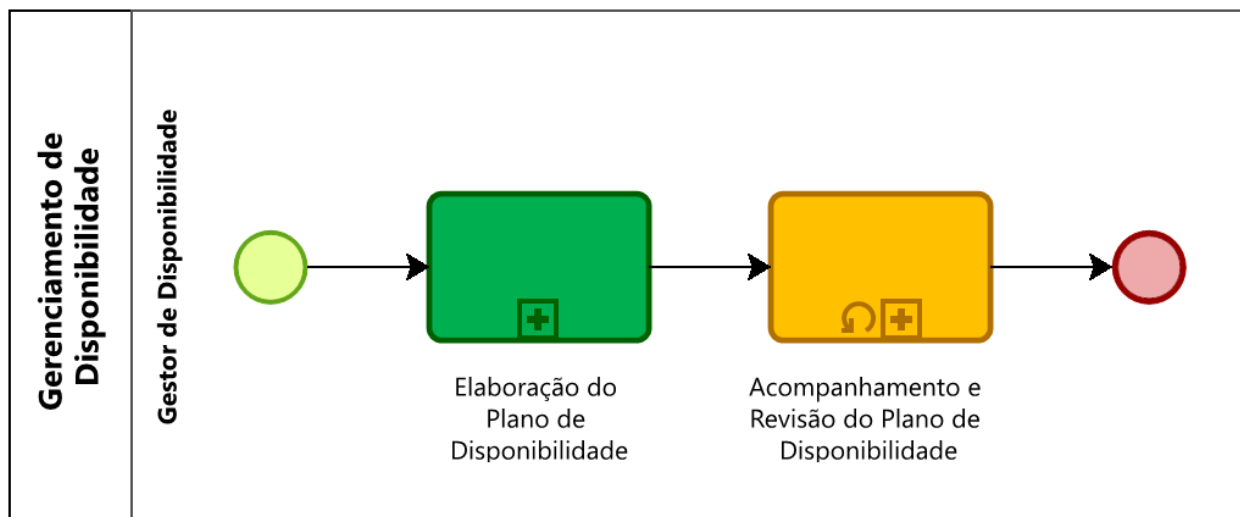 Gerenciamento de
Disponibilidade
Gestor de Disponibilidade
Elaboração do
Plano de
Disponibilidade
Acompanhamento e
Revisão do Plano de
Disponibilidade